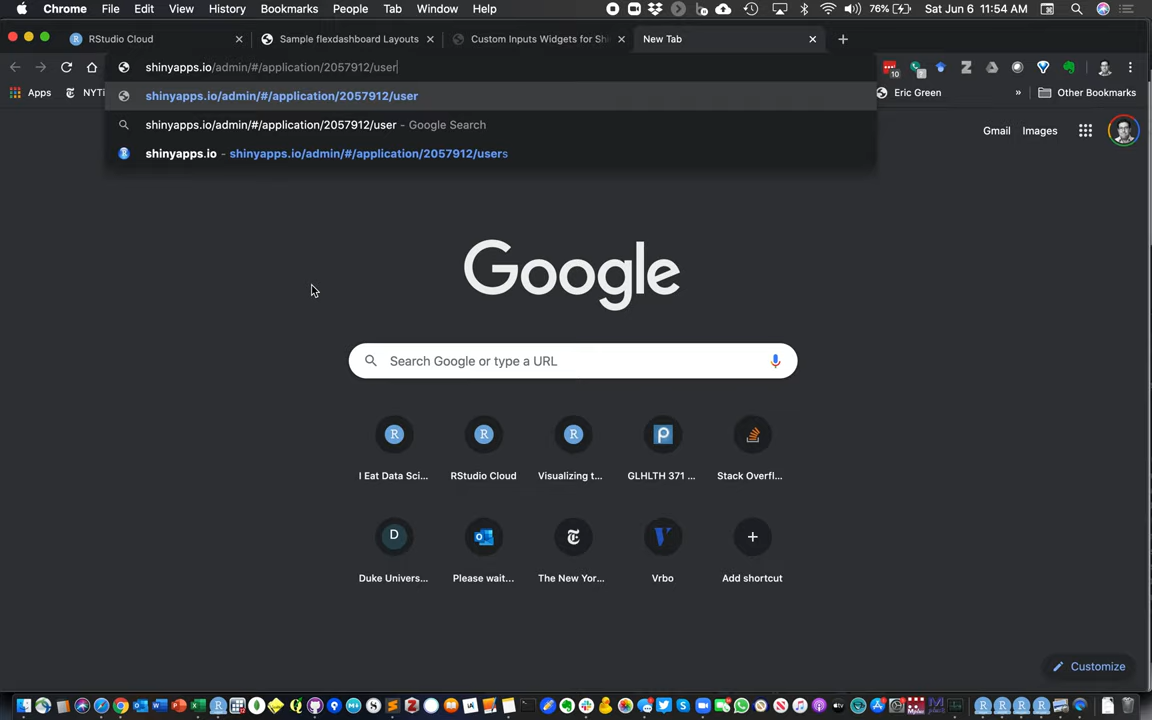 Chrome File Edit View History Bookmarks People Tab Window Help 76% Sat Jun 6 11:54 AM
RStudio Cloud Sample flexdashboard Layouts Custom Inputs Widgets for Shi New Tab
shinyapps.io/admin/#/application/2057912/user
10
shinyapps.io/admin/#/application/2057912/user
Apps NYTi Eric Green » Other Bookmarks
shinyapps.io/admin/#/application/2057912/user - Google Search
shinyapps.io - shinyapps.io/admin/#/application/2057912/users
Gmail Images
Google
Search Google or type a URL
I Eat Data Sci... RStudio Cloud Visualizing t... GLHLTH 371 ... Stack Overfl...
D
Duke Univers... Please wait... The New Yor... Vrbo Add shortcut
Customize